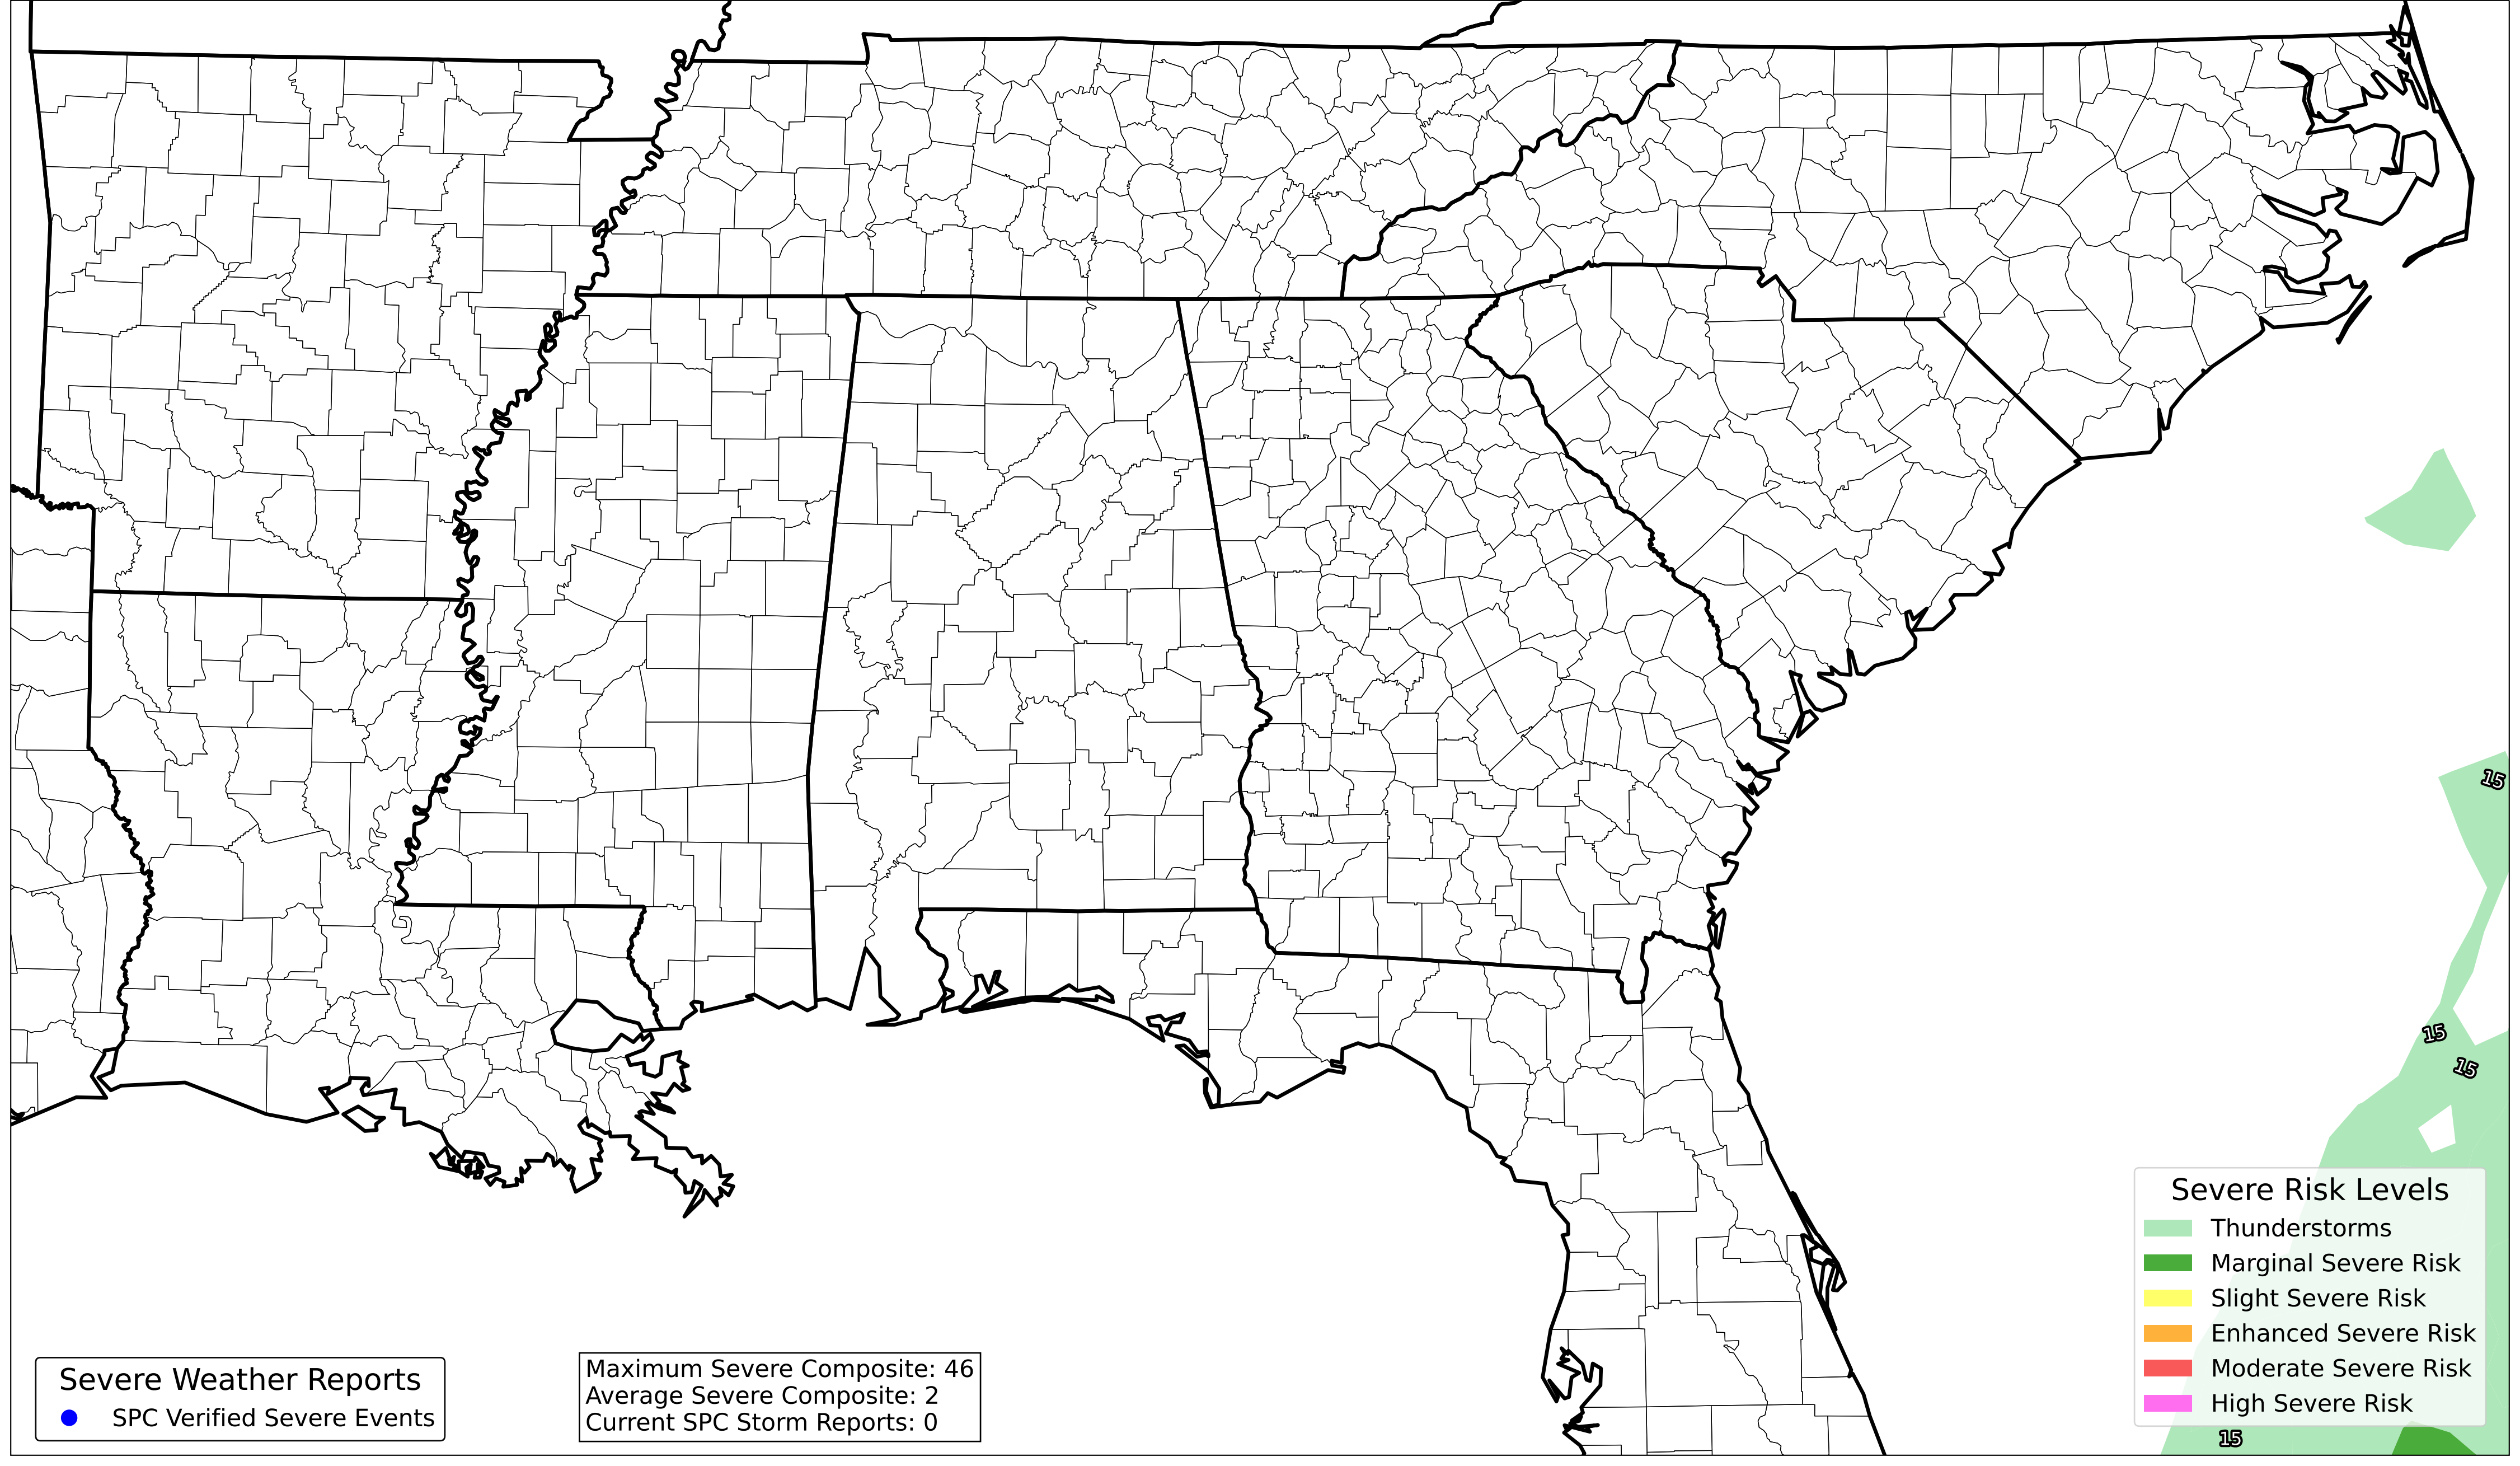 15
15
15
Severe Risk Levels
Thunderstorms
Marginal Severe Risk
Slight Severe Risk
Enhanced Severe Risk
Moderate Severe Risk
High Severe Risk
Severe Weather Reports
SPC Verified Severe Events
Maximum Severe Composite: 46
Average Severe Composite: 2
Current SPC Storm Reports: 0
15